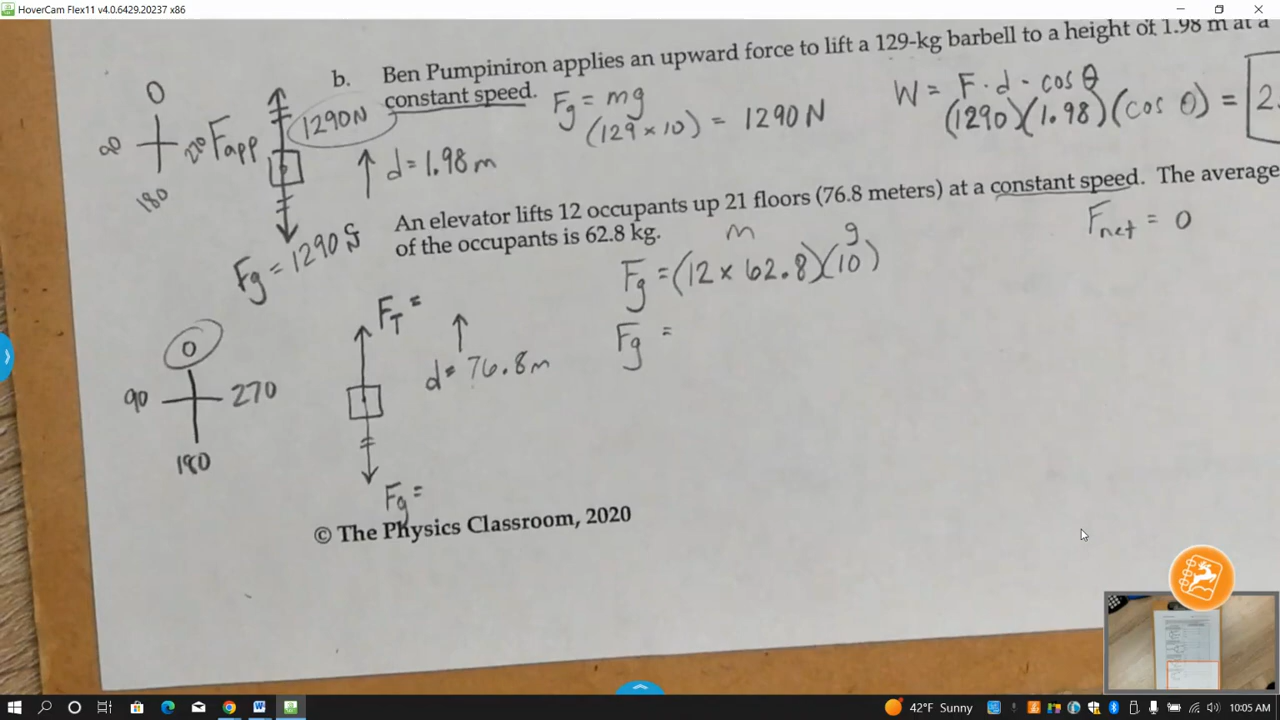 HoverCam Flex11 v4.0.6429.20237 x86
b. Ben Pumpiniron applies an upward force to lift a 129-kg barbell to a height of 1.98 m at a
constant speed.
Fg = mg
(129 x 10) = 1290 N
W = F · d · cos θ
(1290)(1.98)(cos θ) = 2.
0
270
180
Fapp
1290N
d = 1.98 m
Fg = 1290 N
An elevator lifts 12 occupants up 21 floors (76.8 meters) at a constant speed. The average
of the occupants is 62.8 kg.
Fnet = 0
m
g
Fg = (12 x 62.8)(10)
Fg =
0
90
270
180
FT =
d = 76.8 m
Fg =
© The Physics Classroom, 2020
42°F Sunny
10:05 AM